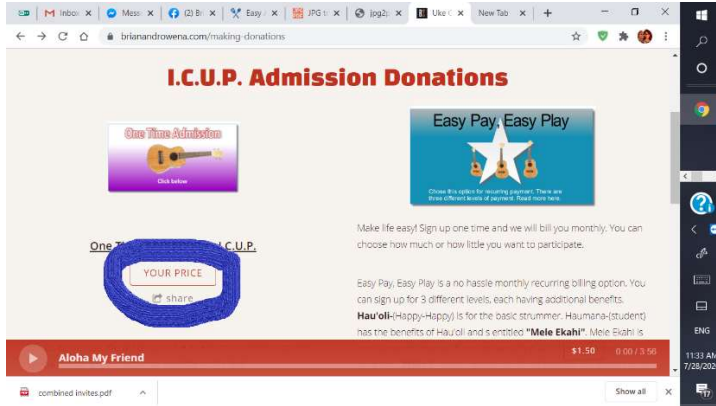 Inbo
Mess
(2) B
Easy
JPG t
jpg2p
Uke C
New Tab
brianandrowena.com/making-donations
I.C.U.P. Admission Donations
One Time Admission
Click below
Easy Pay, Easy Play
Chose this option for recurring payment. There are
three different levels of payment. Read more here.
One T
I.C.U.P.
YOUR PRICE
share
Make life easy! Sign up one time and we will bill you monthly. You can
choose how much or how little you want to participate.
Easy Pay, Easy Play is a no hassle monthly recurring billing option. You
can sign up for 3 different levels, each having additional benefits.
Hau'oli-(Happy-Happy) is for the basic strummer. Haumana-(student)
has the benefits of Hau'oli and s entitled "Mele Ekahi". Mele Ekahi is
Aloha My Friend
$1.50
0:00 / 3:56
combined invites.pdf
Show all
ENG
11:33 AM
7/28/202